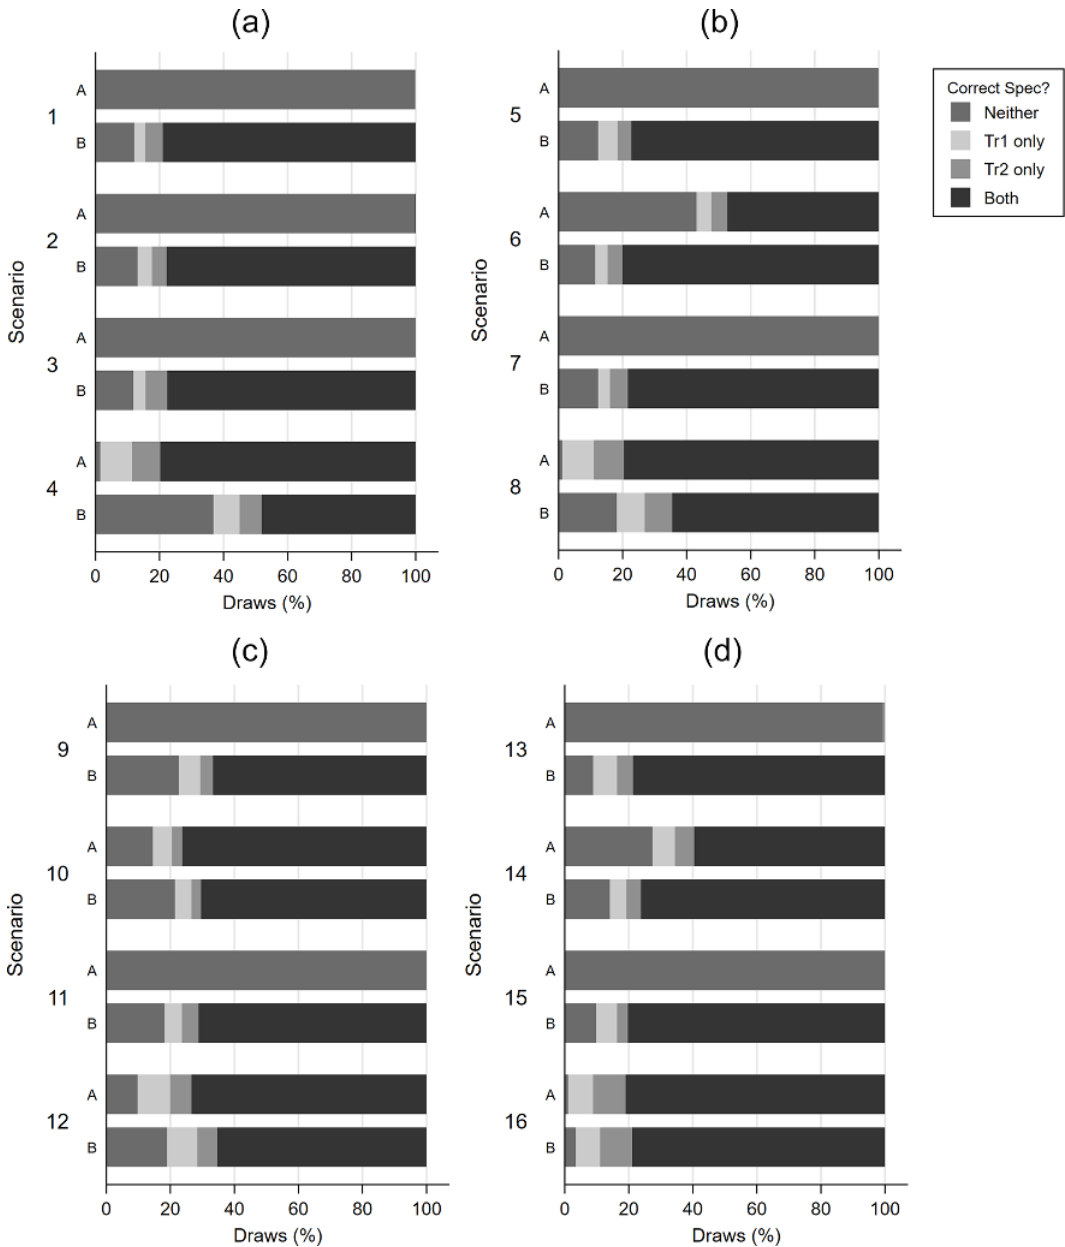 (a)
Scenario
1
A
B
2
A
B
3
A
B
4
A
B
0 20 40 60 80 100
Draws (%)
(b)
Scenario
5
A
B
6
A
B
7
A
B
8
A
B
0 20 40 60 80 100
Draws (%)
Correct Spec?
Neither
Tr1 only
Tr2 only
Both
(c)
Scenario
9
A
B
10
A
B
11
A
B
12
A
B
0 20 40 60 80 100
Draws (%)
(d)
Scenario
13
A
B
14
A
B
15
A
B
16
A
B
0 20 40 60 80 100
Draws (%)